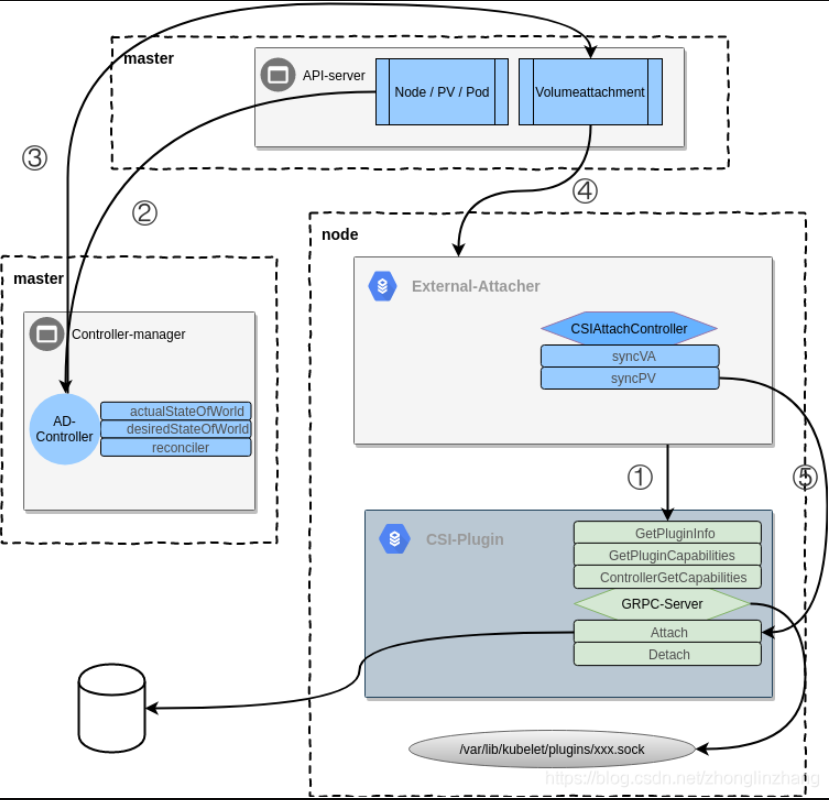 master
API-server
Node / PV / Pod
Volumeattachment
③
②
④
node
master
External-Attacher
Controller-manager
CSIAttachController
syncVA
syncPV
AD-
Controller
actualStateOfWorld
desiredStateOfWorld
reconciler
①
⑤
CSI-Plugin
GetPluginInfo
GetPluginCapabilities
ControllerGetCapabilities
GRPC-Server
Attach
Detach
/var/lib/kubelet/plugins/xxx.sock
https://blog.csdn.net/zhonglinzhang